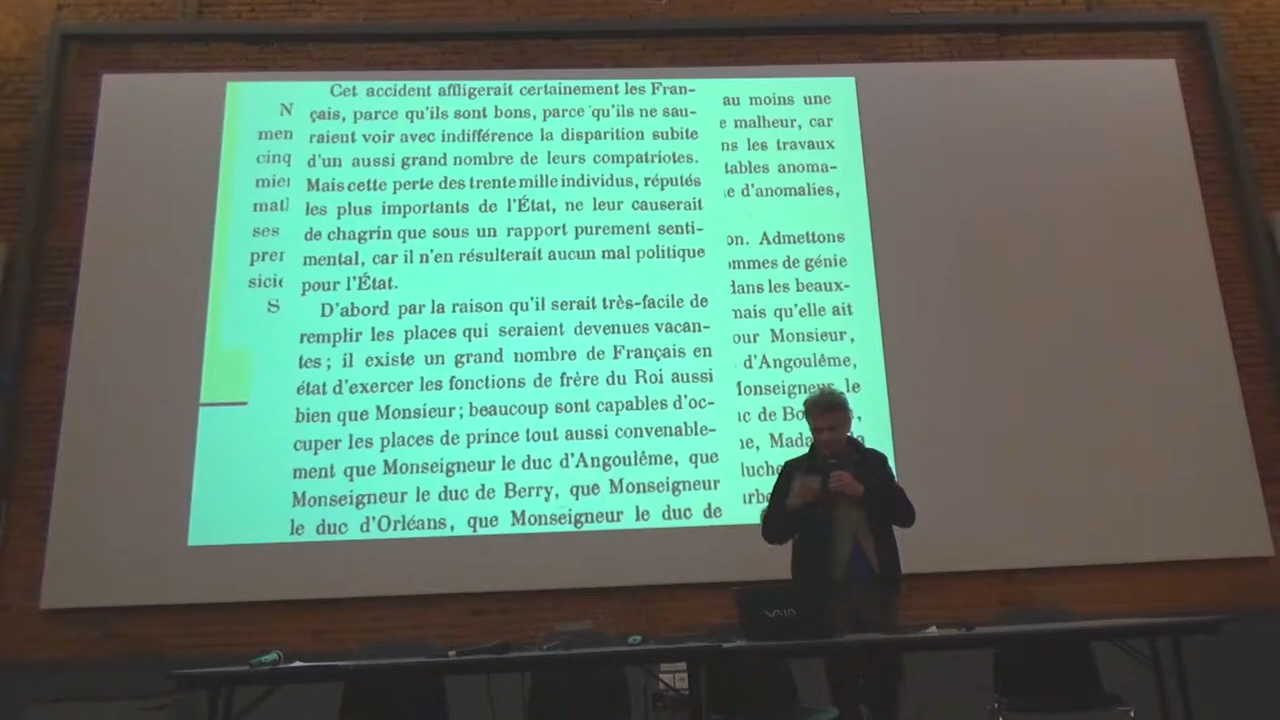 Cet accident affligerait certainement les Fran-
çais, parce qu'ils sont bons, parce qu'ils ne sau-
raient voir avec indifférence la disparition subite
d'un aussi grand nombre de leurs compatriotes.
Mais cette perte des trente mille individus, réputés
les plus importants de l'État, ne leur causerait
de chagrin que sous un rapport purement senti-
mental, car il n'en résulterait aucun mal politique
pour l'État.
D'abord par la raison qu'il serait très-facile de
remplir les places qui seraient devenues vacan-
tes; il existe un grand nombre de Français en
état d'exercer les fonctions de frère du Roi aussi
bien que Monsieur; beaucoup sont capables d'oc-
cuper les places de prince tout aussi convenable-
ment que Monseigneur le duc d'Angoulême, que
Monseigneur le duc de Berry, que Monseigneur
le duc d'Orléans, que Monseigneur le duc de
N
men
cinq
ses
S
au moins une
e malheur, car
ns les travaux
tables anoma-
e d'anomalies,
on. Admettons
ommes de génie
dans les beaux-
mais qu'elle ait
our Monsieur,
d'Angoulême,
le
de
VAIO